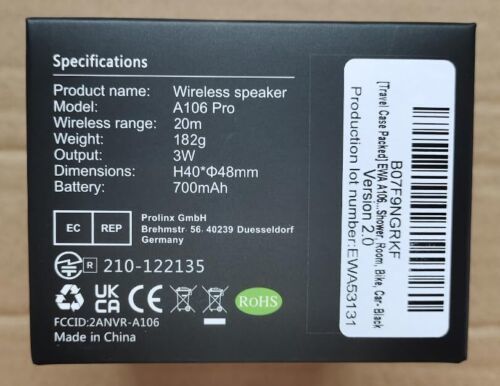 Specifications
Product name: Wireless speaker
Model: A106 Pro
Wireless range: 20m
Weight: 182g
Output: 3W
Dimensions: H40*Φ48mm
Battery: 700mAh
EC REP
Prolinx GmbH
Brehmstr. 56. 40239 Duesseldorf
Germany
R 210-122135
UK
CA
CE
RoHS
FCCID:2ANVR-A106
Made in China
B07F9NGRKF
[Travel Case Packed] EWA A106.. Shower, Room, Bike, Car- Black
Version 2.0
Production lot number:EWA53131